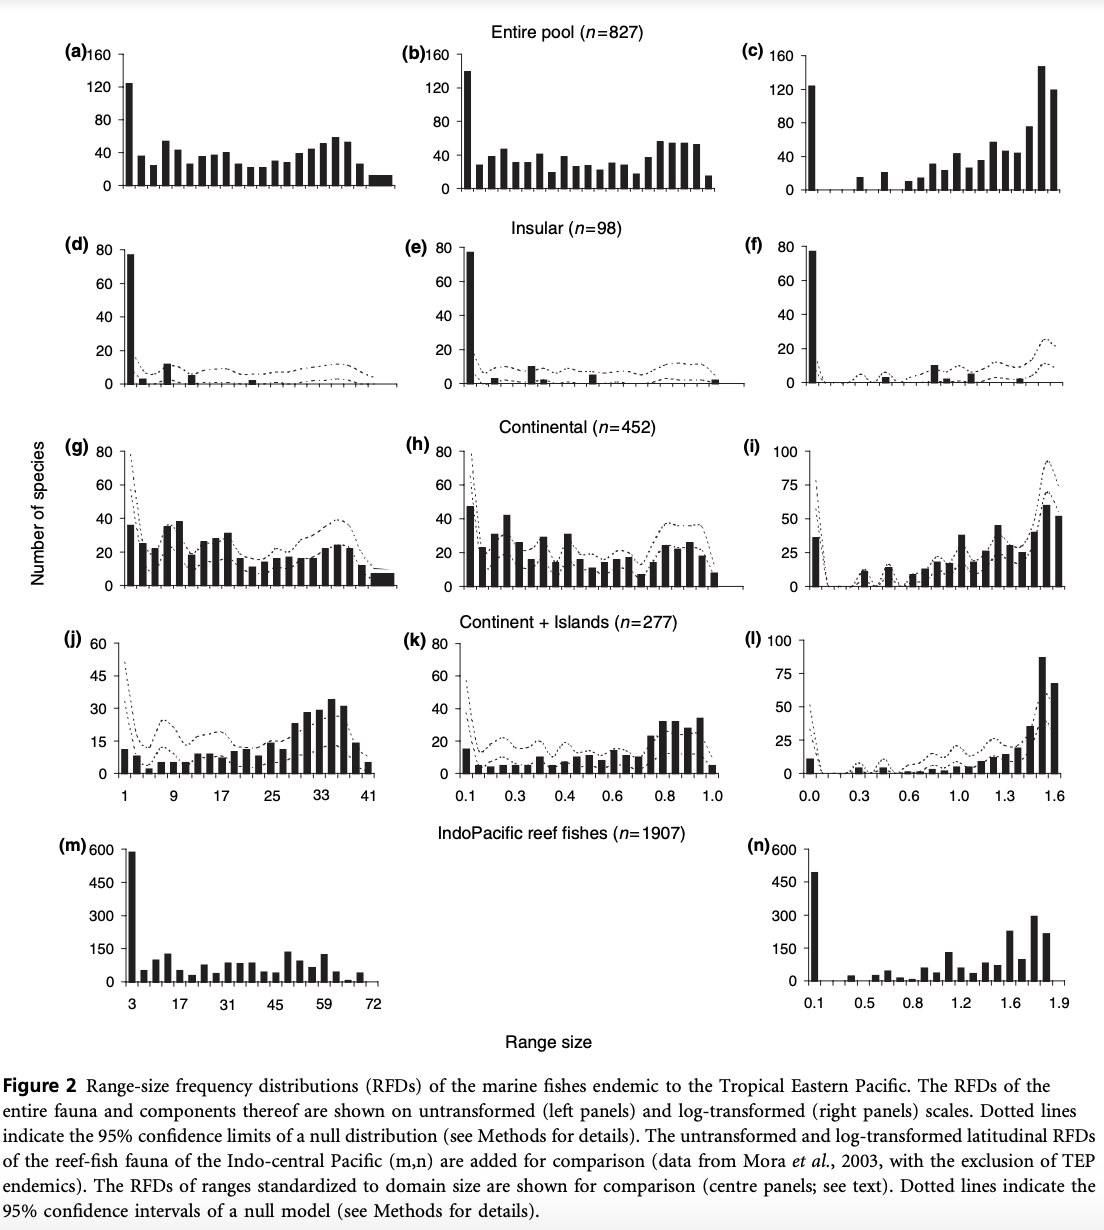 Entire pool (n=827)
(a) 160 120 80 40 0
(b) 160 120 80 40 0
(c) 160 120 80 40 0
Insular (n=98)
(d) 80 60 40 20 0
(e) 80 60 40 20 0
(f) 80 60 40 20 0
Continental (n=452)
(g) 80 60 40 20 0
(h) 80 60 40 20 0
(i) 100 75 50 25 0
Number of species
Continent + Islands (n=277)
(j) 60 45 30 15 0
1 9 17 25 33 41
(k) 80 60 40 20 0
0.1 0.3 0.4 0.6 0.8 1.0
(l) 100 75 50 25 0
0.0 0.3 0.6 1.0 1.3 1.6
IndoPacific reef fishes (n=1907)
(m) 600 450 300 150 0
3 17 31 45 59 72
(n) 600 450 300 150 0
0.1 0.5 0.8 1.2 1.6 1.9
Range size
Figure 2 Range-size frequency distributions (RFDs) of the marine fishes endemic to the Tropical Eastern Pacific. The RFDs of the
entire fauna and components thereof are shown on untransformed (left panels) and log-transformed (right panels) scales. Dotted lines
indicate the 95% confidence limits of a null distribution (see Methods for details). The untransformed and log-transformed latitudinal RFDs
of the reef-fish fauna of the Indo-central Pacific (m,n) are added for comparison (data from Mora et al., 2003, with the exclusion of TEP
endemics). The RFDs of ranges standardized to domain size are shown for comparison (centre panels; see text). Dotted lines indicate the
95% confidence intervals of a null model (see Methods for details).